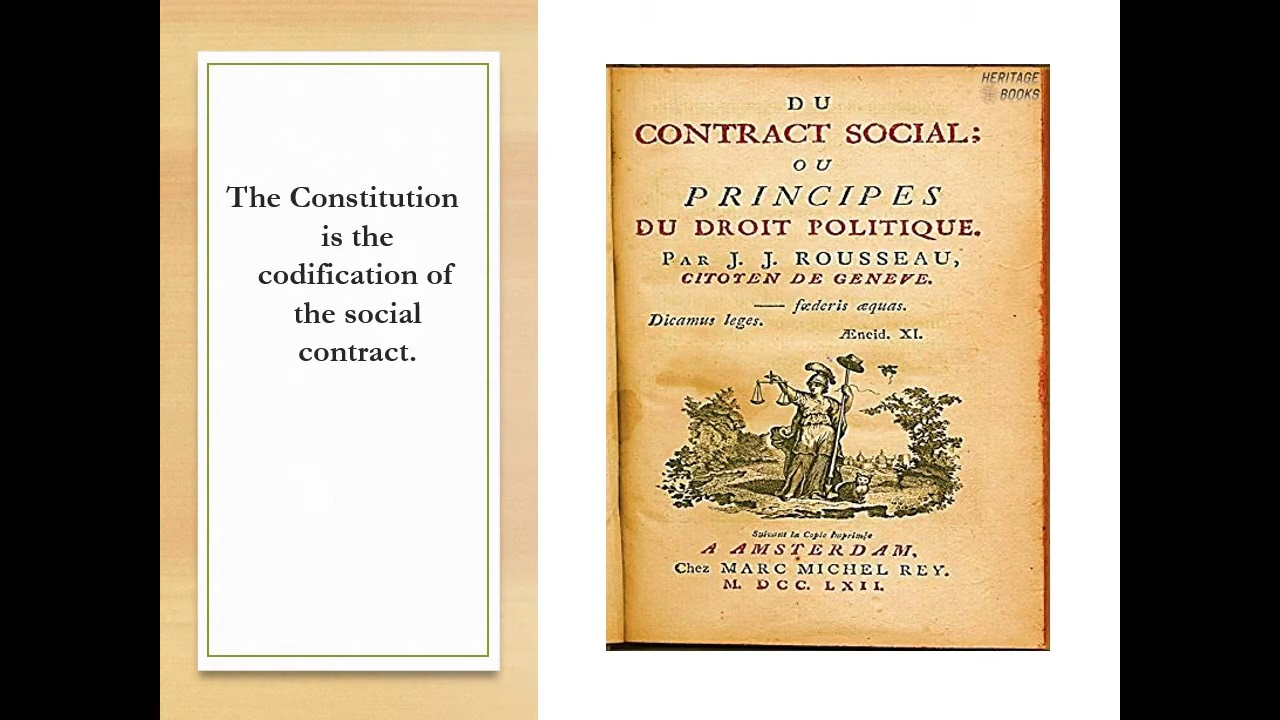 The Constitution
is the
codification of
the social
contract.
HERITAGE
BOOKS
DU
CONTRACT SOCIAL;
OU
PRINCIPES
DU DROIT POLITIQUE.
PAR J. J. ROUSSEAU,
CITOYEN DE GENEVE.
— fœderis æquas.
Dicamus leges.
Æneid. XI.
Suivant la Copie Imprimée
A AMSTERDAM,
Chez MARC MICHEL REY.
M. DCC. LXII.